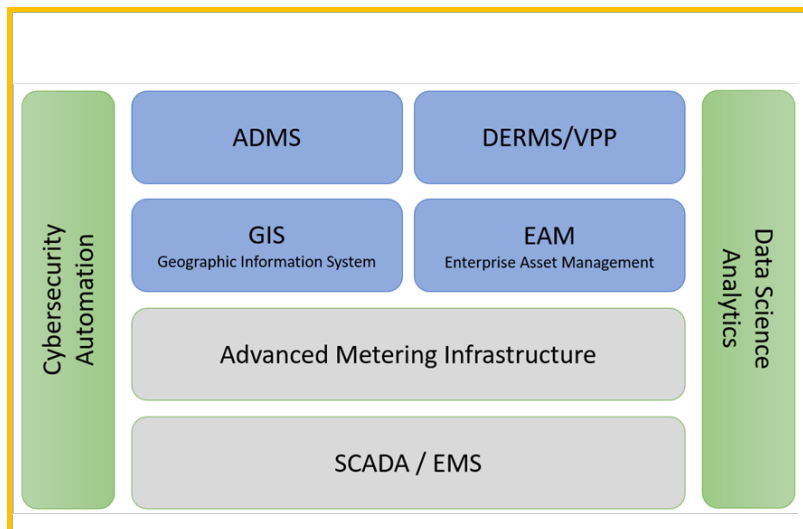 Cybersecurity
Automation
ADMS
DERMS/VPP
GIS
Geographic Information System
EAM
Enterprise Asset Management
Advanced Metering Infrastructure
SCADA / EMS
Data Science
Analytics